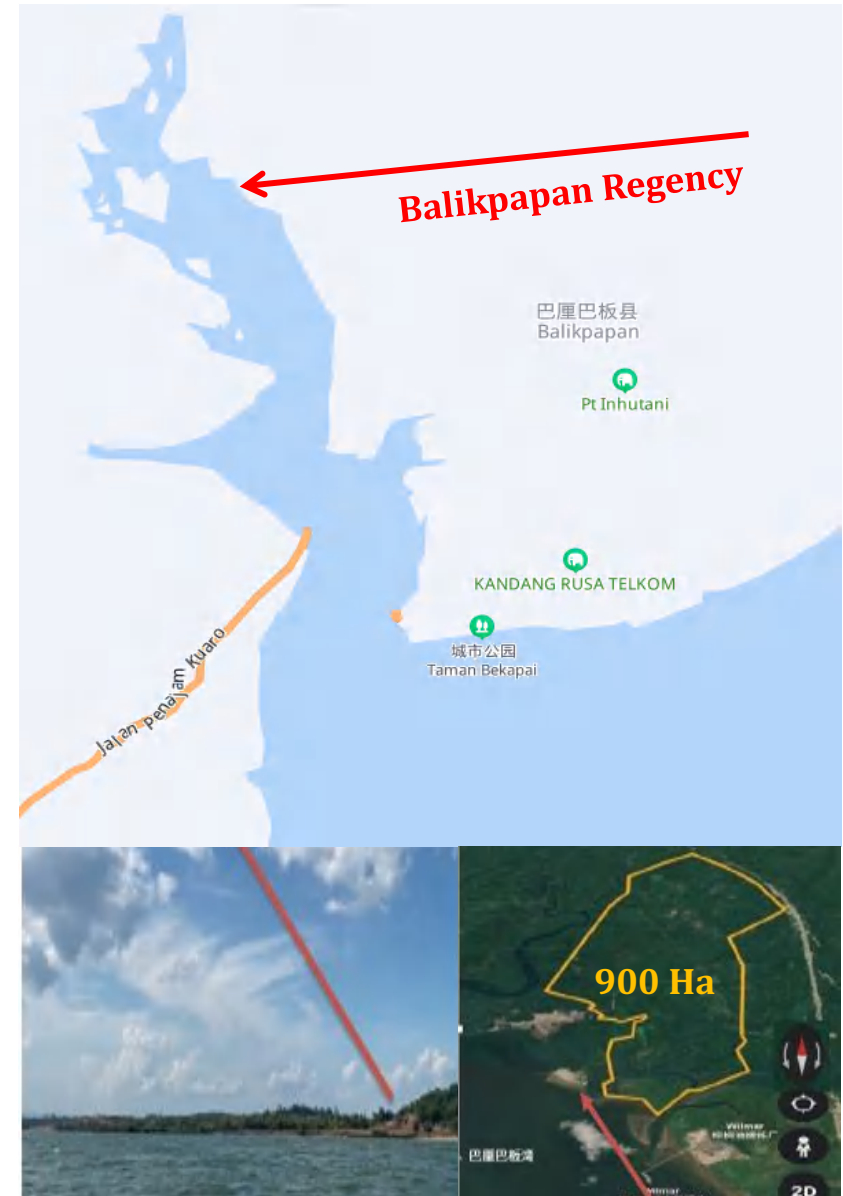 Balikpapan Regency
巴厘巴板县
Balikpapan
Pt Inhutani
KANDANG RUSA TELKOM
城市公园
Taman Bekapai
Jalan Penajam Kuaro
900 Ha
Wilmar
巴厘巴板湾
Wilmar
2D